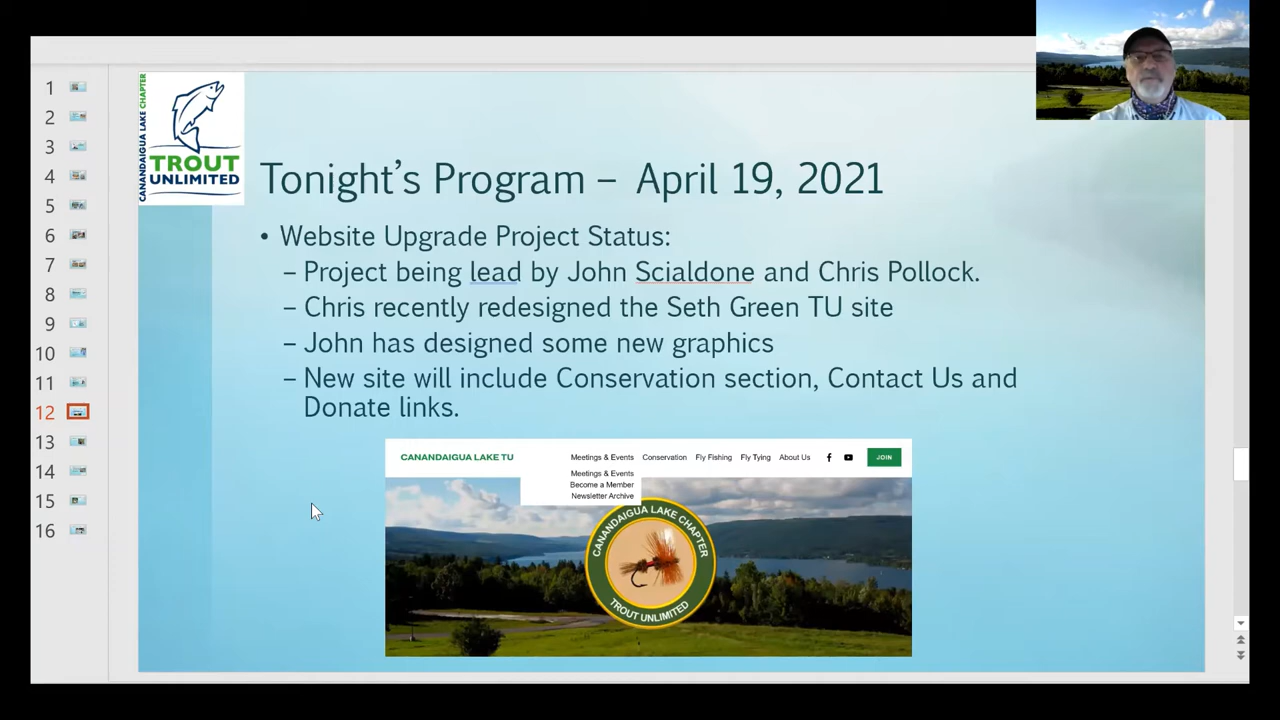 1
2
3
4
5
6
7
8
9
10
11
12
13
14
15
16
CANANDAIGUA LAKE CHAPTER
TROUT
UNLIMITED
Tonight's Program – April 19, 2021
• Website Upgrade Project Status:
– Project being lead by John Scialdone and Chris Pollock.
– Chris recently redesigned the Seth Green TU site
– John has designed some new graphics
– New site will include Conservation section, Contact Us and
Donate links.
CANANDAIGUA LAKE TU Meetings & Events Conservation Fly Fishing Fly Tying About Us f JOIN
Meetings & Events
Become a Member
Newsletter Archive
CANANDAIGUA LAKE CHAPTER
TROUT UNLIMITED